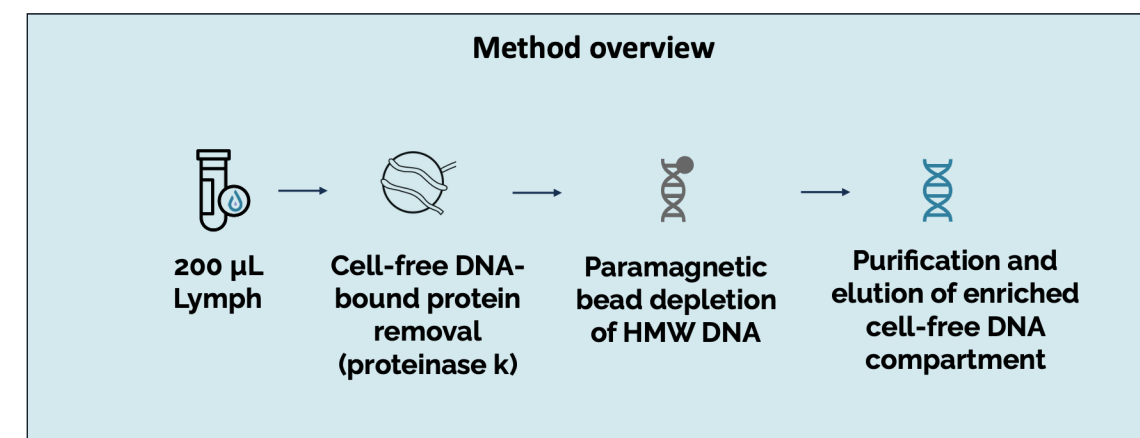 Method overview
200 µL
Lymph
Cell-free DNA-
bound protein
removal
(proteinase k)
Paramagnetic
bead depletion
of HMW DNA
Purification and
elution of enriched
cell-free DNA
compartment